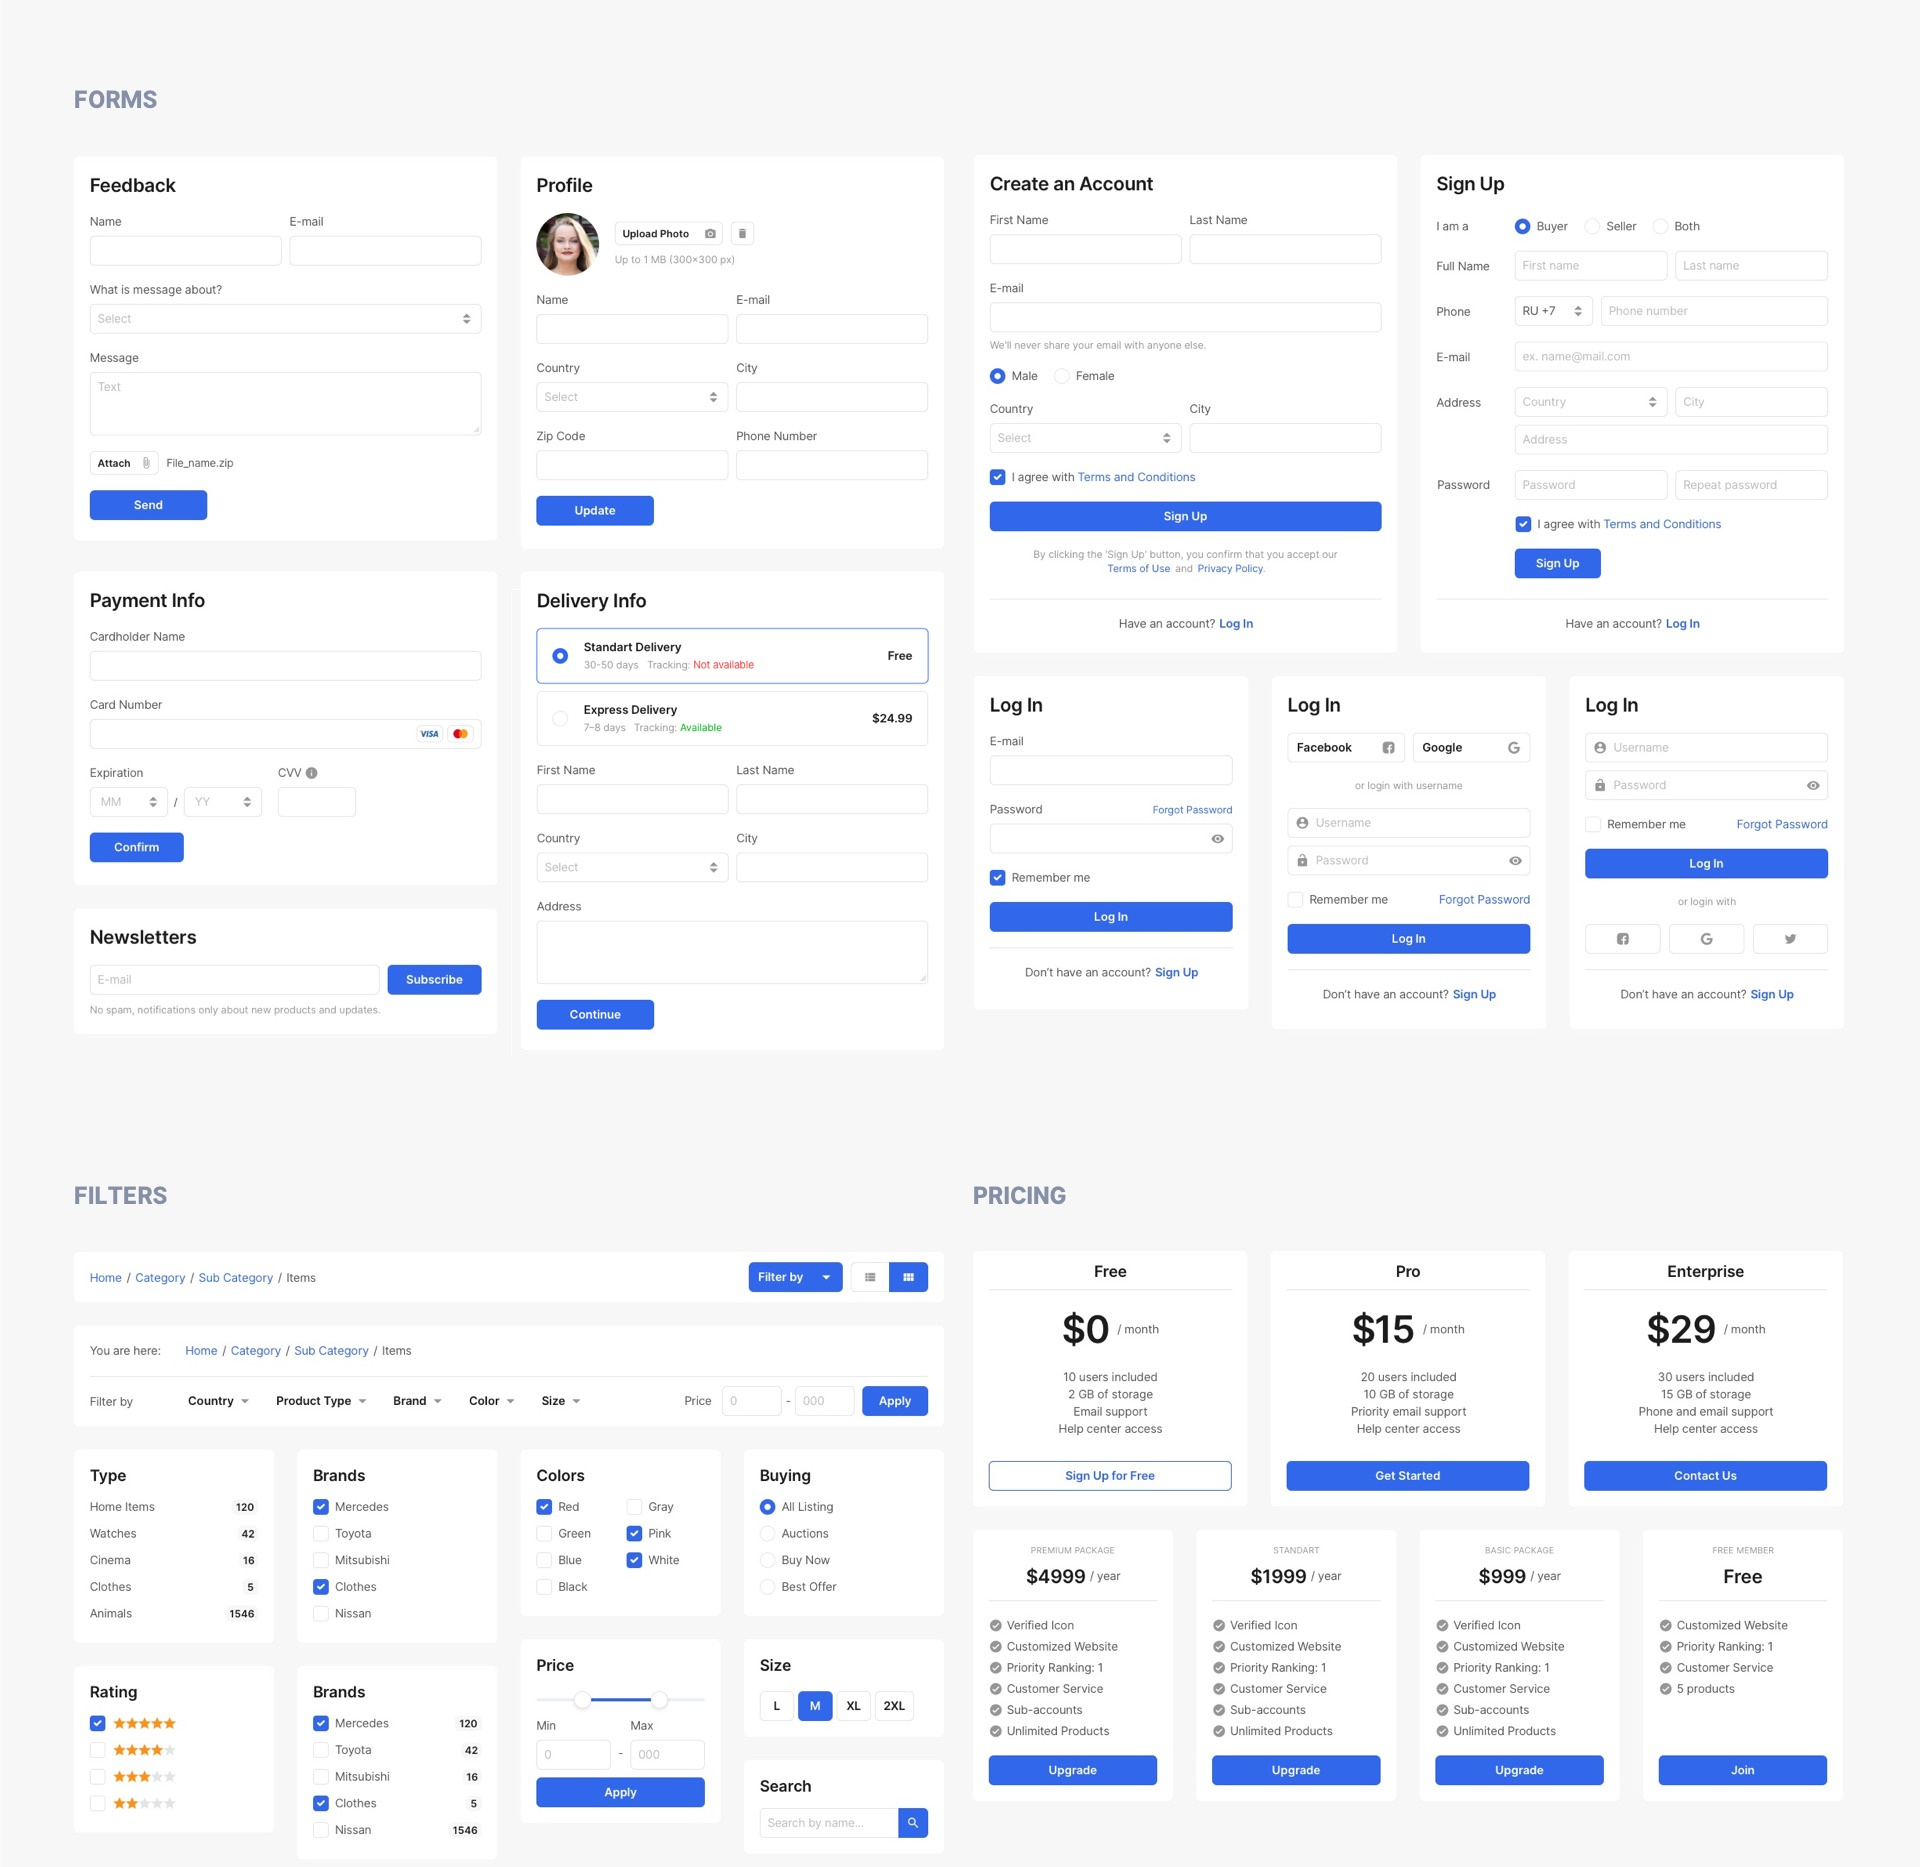 FORMS
Feedback
Name E-mail
What is message about?
Select
Message
Text
Attach File_name.zip
Send
Profile
Upload Photo
Up to 1 MB (300×300 px)
Name E-mail
Country City
Select
Zip Code Phone Number
Update
Create an Account
First Name Last Name
E-mail
We'll never share your email with anyone else.
Male Female
Country City
Select
I agree with Terms and Conditions
Sign Up
By clicking the 'Sign Up' button, you confirm that you accept our
Terms of Use and Privacy Policy.
Have an account? Log In
Sign Up
I am a Buyer Seller Both
Full Name First name Last name
Phone RU +7 Phone number
E-mail ex. name@mail.com
Address Country City
Address
Password Password Repeat password
I agree with Terms and Conditions
Sign Up
Have an account? Log In
Payment Info
Cardholder Name
Card Number
VISA
Expiration CVV
MM / YY
Confirm
Newsletters
E-mail Subscribe
No spam, notifications only about new products and updates.
Delivery Info
Standart Delivery
30-50 days Tracking: Not available
Free
Express Delivery
7–8 days Tracking: Available
$24.99
First Name Last Name
Country City
Select
Address
Continue
Log In
E-mail
Password Forgot Password
Remember me
Log In
Don't have an account? Sign Up
Log In
Facebook Google
or login with username
Username
Password
Remember me Forgot Password
Log In
Don't have an account? Sign Up
Log In
Username
Password
Remember me Forgot Password
Log In
or login with
Don't have an account? Sign Up
FILTERS
Home / Category / Sub Category / Items
Filter by
You are here: Home / Category / Sub Category / Items
Filter by Country Product Type Brand Color Size Price 0 - 000 Apply
Type
Home Items 120
Watches 42
Cinema 16
Clothes 5
Animals 1546
Brands
Mercedes
Toyota
Mitsubishi
Clothes
Nissan
Colors
Red Gray
Green Pink
Blue White
Black
Buying
All Listing
Auctions
Buy Now
Best Offer
Rating
Brands
Mercedes 120
Toyota 42
Mitsubishi 16
Clothes 5
Nissan 1546
Price
Min Max
0 - 000
Apply
Size
L M XL 2XL
Search
Search by name...
PRICING
Free
$0 / month
10 users included
2 GB of storage
Email support
Help center access
Sign Up for Free
Pro
$15 / month
20 users included
10 GB of storage
Priority email support
Help center access
Get Started
Enterprise
$29 / month
30 users included
15 GB of storage
Phone and email support
Help center access
Contact Us
PREMIUM PACKAGE
$4999 / year
Verified Icon
Customized Website
Priority Ranking: 1
Customer Service
Sub-accounts
Unlimited Products
Upgrade
STANDART
$1999 / year
Verified Icon
Customized Website
Priority Ranking: 1
Customer Service
Sub-accounts
Unlimited Products
Upgrade
BASIC PACKAGE
$999 / year
Verified Icon
Customized Website
Priority Ranking: 1
Customer Service
Sub-accounts
Unlimited Products
Upgrade
FREE MEMBER
Free
Customized Website
Priority Ranking: 1
Customer Service
5 products
Join